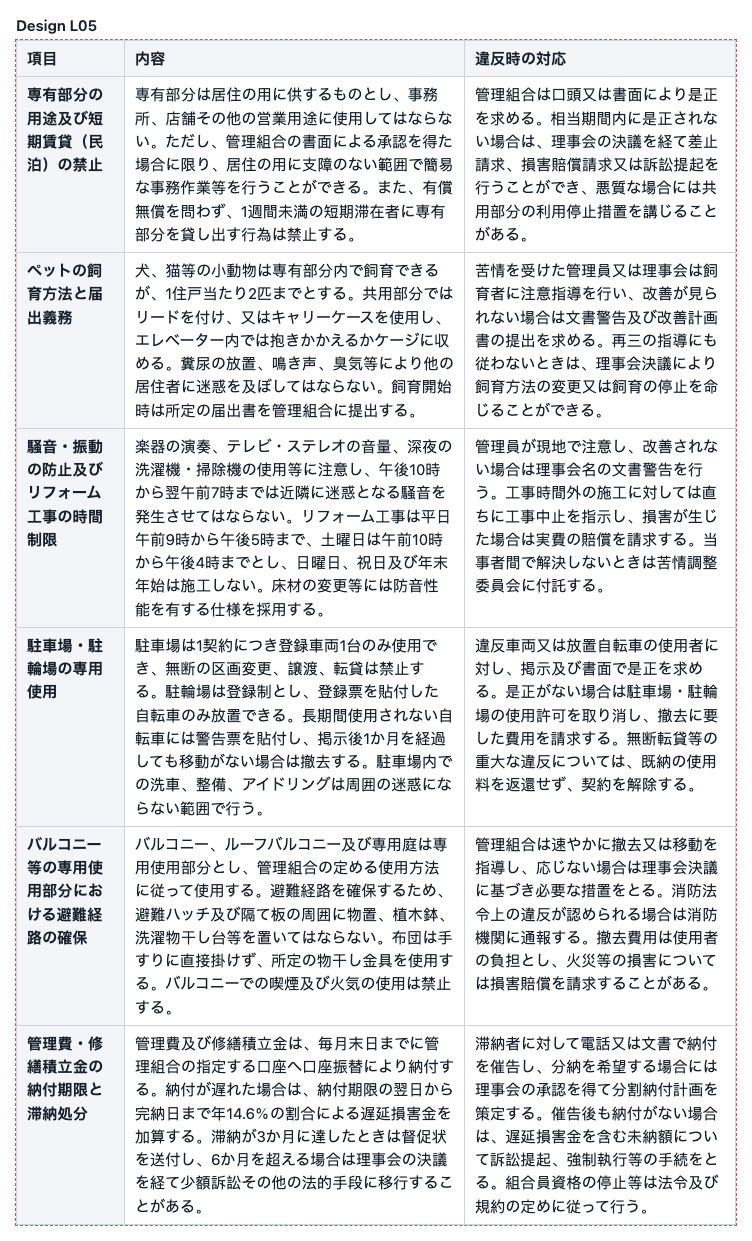 Design L05
項目
内容
違反時の対応
専有部分の
用途及び短
期賃貸（民
泊）の禁止
専有部分は居住の用に供するものとし、事務
所、店舗その他の営業用途に使用してはならな
い。ただし、管理組合の書面による承認を得た
場合に限り、居住の用に支障のない範囲で簡易
な事務作業等を行うことができる。また、有償
無償を問わず、1週間未満の短期滞在者に専有
部分を貸し出す行為は禁止する。
管理組合は口頭又は書面により是正
を求める。相当期間内に是正されな
い場合は、理事会の決議を経て差止
請求、損害賠償請求又は訴訟提起を
行うことができ、悪質な場合には共
用部分の利用停止措置を講じること
がある。
ペットの飼
育方法と届
出義務
犬、猫等の小動物は専有部分内で飼育できる
が、1住戸当たり2匹までとする。共用部分では
リードを付け、又はキャリーケースを使用し、
エレベーター内では抱きかかえるかケージに収
める。糞尿の放置、鳴き声、臭気等により他の
居住者に迷惑を及ぼしてはならない。飼育開始
時は所定の届出書を管理組合に提出する。
苦情を受けた管理員又は理事会は飼
育者に注意指導を行い、改善が見ら
れない場合は文書警告及び改善計画
書の提出を求める。再三の指導にも
従わないときは、理事会決議により
飼育方法の変更又は飼育の停止を命
じることができる。
騒音・振動
の防止及び
リフォーム
工事の時間
制限
楽器の演奏、テレビ・ステレオの音量、深夜の
洗濯機・掃除機の使用等に注意し、午後10時
から翌午前7時までは近隣に迷惑となる騒音を
発生させてはならない。リフォーム工事は平日
午前9時から午後5時まで、土曜日は午前10時
から午後4時までとし、日曜日、祝日及び年末
年始は施工しない。床材の変更等には防音性
能を有する仕様を採用する。
管理員が現地で注意し、改善されな
い場合は理事会名の文書警告を行
う。工事時間外の施工に対しては直
ちに工事中止を指示し、損害が生じ
た場合は実費の賠償を請求する。当
事者間で解決しないときは苦情調整
委員会に付託する。
駐車場・駐
輪場の専用
使用
駐車場は1契約につき登録車両1台のみ使用で
き、無断の区画変更、譲渡、転貸は禁止す
る。駐輪場は登録制とし、登録票を貼付した
自転車のみ放置できる。長期間使用されない自
転車には警告票を貼付し、掲示後1か月を経過
しても移動がない場合は撤去する。駐車場内で
の洗車、整備、アイドリングは周囲の迷惑にな
らない範囲で行う。
違反車両又は放置自転車の使用者に
対し、掲示及び書面で是正を求め
る。是正がない場合は駐車場・駐輪
場の使用許可を取り消し、撤去に要
した費用を請求する。無断転貸等の
重大な違反については、既納の使用
料を返還せず、契約を解除する。
バルコニー
等の専用使
用部分にお
ける避難経
路の確保
バルコニー、ルーフバルコニー及び専用庭は専
用使用部分とし、管理組合の定める使用方法
に従って使用する。避難経路を確保するため、
避難ハッチ及び隔て板の周囲に物置、植木鉢、
洗濯物干し台等を置いてはならない。布団は手
すりに直接掛けず、所定の物干し金具を使用す
る。バルコニーでの喫煙及び火気の使用は禁止
する。
管理組合は速やかに撤去又は移動を
指導し、応じない場合は理事会決議
に基づき必要な措置をとる。消防法
令上の違反が認められる場合は消防
機関に通報する。撤去費用は使用者
の負担とし、火災等の損害について
は損害賠償を請求することがある。
管理費・修
繕積立金の
納付期限と
滞納処分
管理費及び修繕積立金は、毎月末日までに管
理組合の指定する口座へ口座振替により納付す
る。納付が遅れた場合は、納付期限の翌日から
完納日まで年14.6%の割合による遅延損害金を
加算する。滞納が3か月に達したときは督促状
を送付し、6か月を超える場合は理事会の決議
を経て少額訴訟その他の法的手段に移行するこ
とがある。
滞納者に対して電話又は文書で納付
を催告し、分納を希望する場合には
理事会の承認を得て分割納付計画を
策定する。催告後も納付がない場合
は、遅延損害金を含む未納額につい
て訴訟提起、強制執行等の手続をと
る。組合員資格の停止等は法令及び
規約の定めに従って行う。